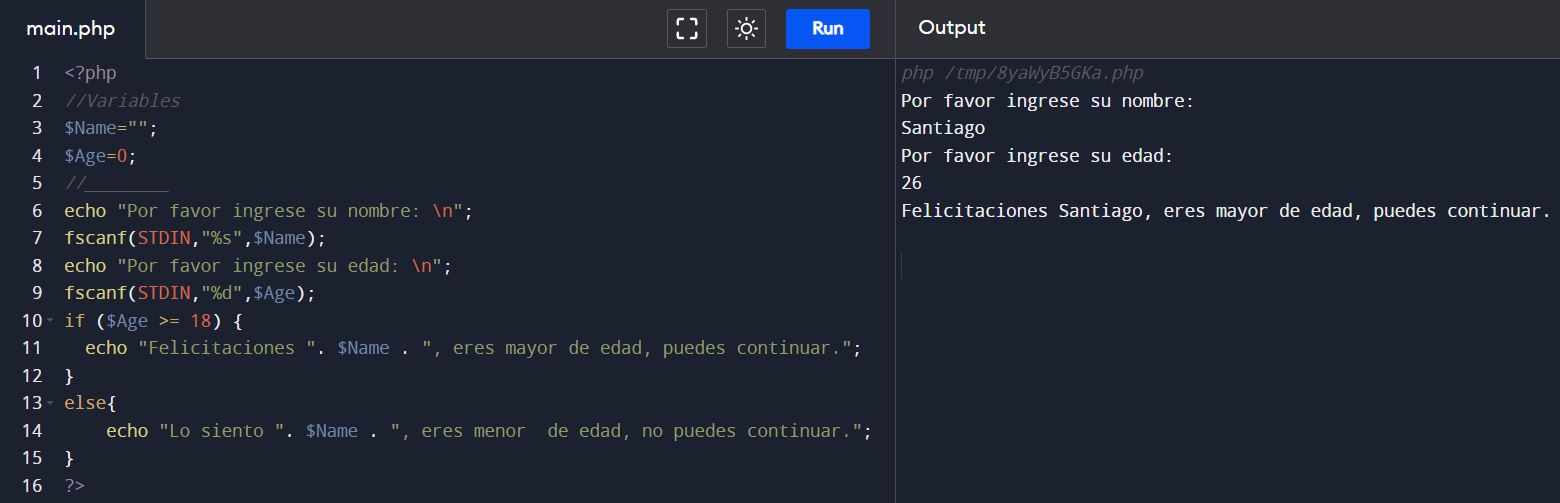 main.php
Run
Output
1 <?php
2 //Variables
3 $Name="";
4 $Age=0;
5 //________
6 echo "Por favor ingrese su nombre: \n";
7 fscanf(STDIN,"%s",$Name);
8 echo "Por favor ingrese su edad: \n";
9 fscanf(STDIN,"%d",$Age);
10 if ($Age >= 18) {
11   echo "Felicitaciones ". $Name . ", eres mayor de edad, puedes continuar.";
12 }
13 else{
14     echo "Lo siento ". $Name . ", eres menor  de edad, no puedes continuar.";
15 }
16 ?>
php /tmp/8yaWyB5GKa.php
Por favor ingrese su nombre:
Santiago
Por favor ingrese su edad:
26
Felicitaciones Santiago, eres mayor de edad, puedes continuar.